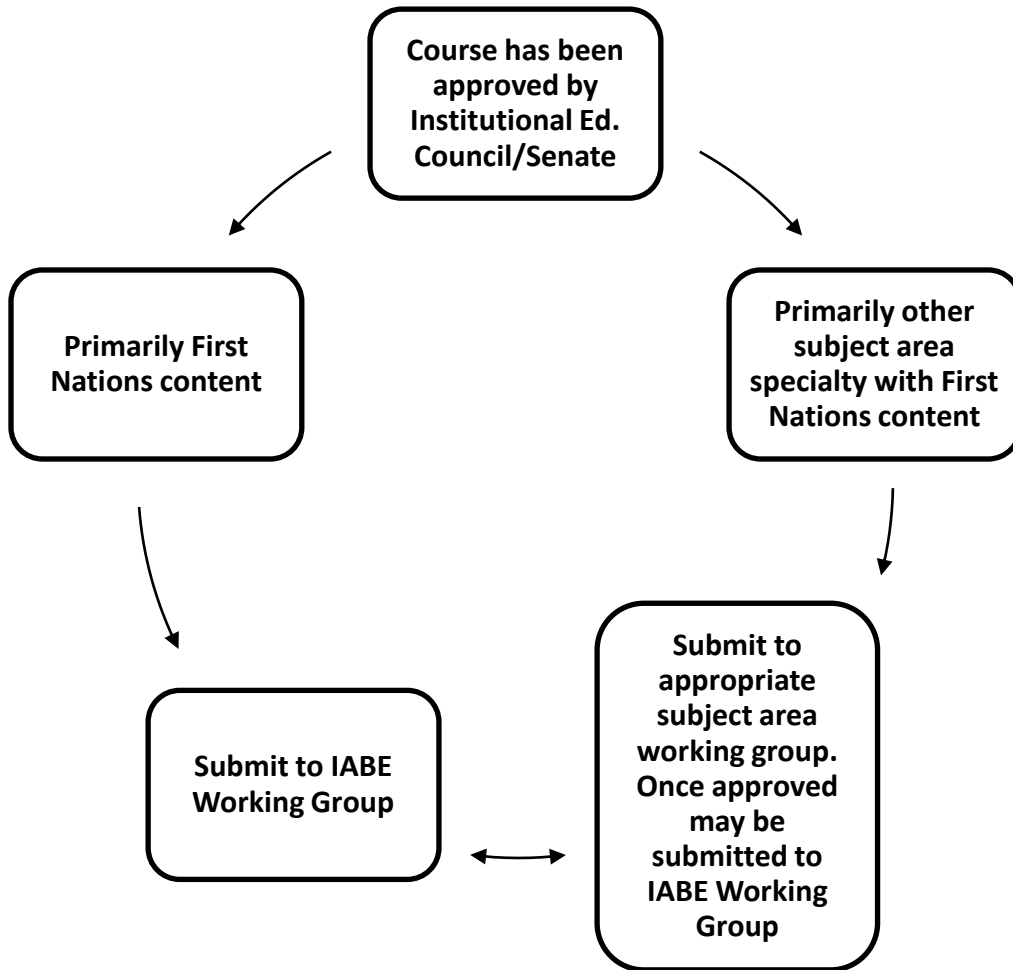 Course has been
approved by
Institutional Ed.
Council/Senate
Primarily First
Nations content
Primarily other
subject area
specialty with First
Nations content
Submit to IABE
Working Group
Submit to
appropriate
subject area
working group.
Once approved
may be
submitted to
IABE Working
Group